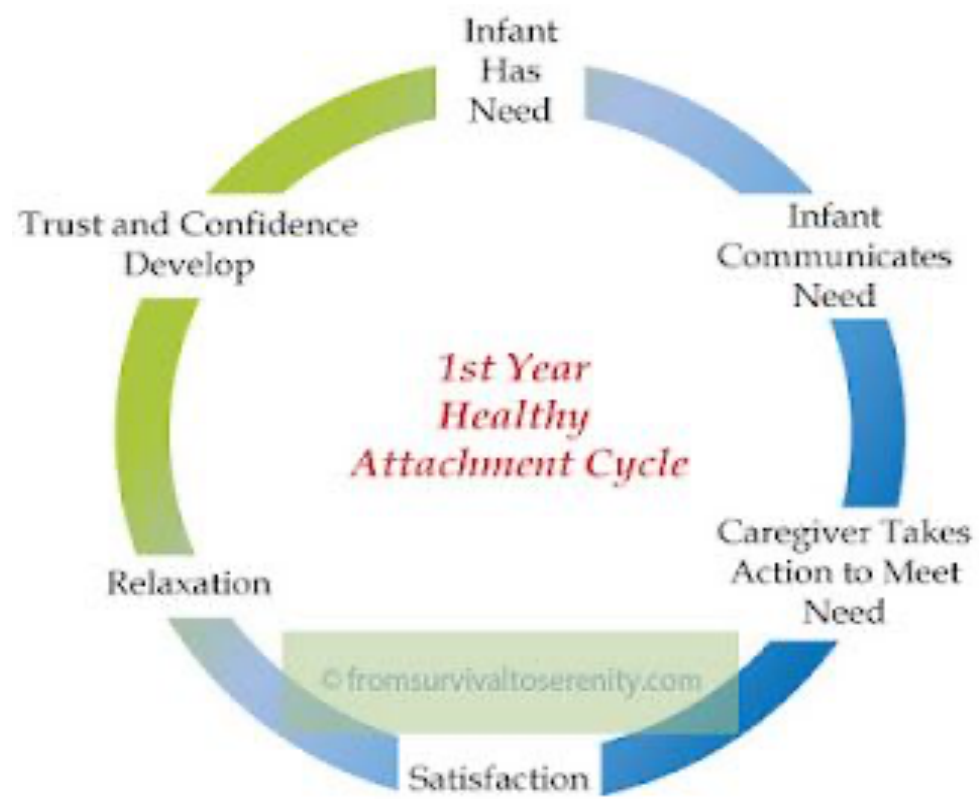 Infant
Has
Need
Infant
Communicates
Need
Caregiver Takes
Action to Meet
Need
Satisfaction
Relaxation
Trust and Confidence
Develop
1st Year
Healthy
Attachment Cycle
©fromsurvivaltoserenity.com